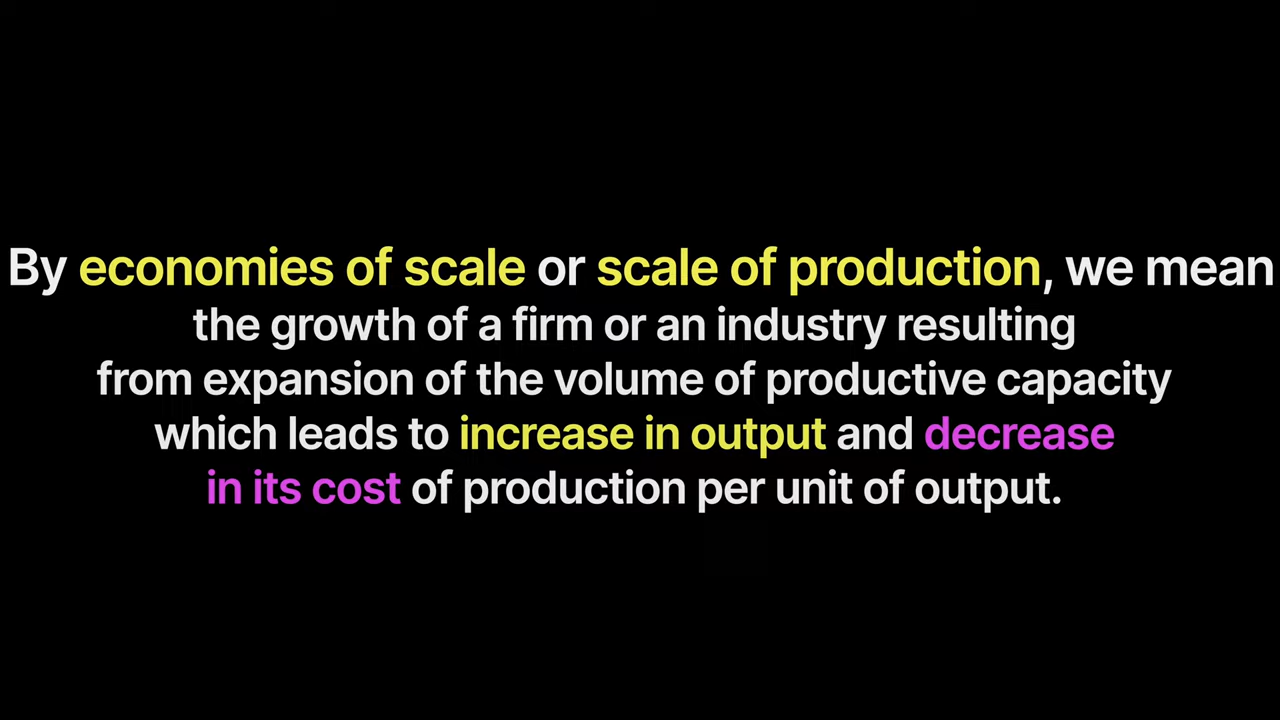 By economies of scale or scale of production, we mean
the growth of a firm or an industry resulting
from expansion of the volume of productive capacity
which leads to increase in output and decrease
in its cost of production per unit of output.